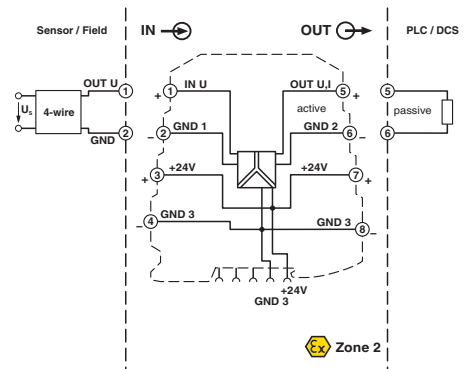 Sensor / Field
IN
OUT
PLC / DCS
OUT U
1
+
1
IN U
OUT U,I
5
+
5
active
passive
Us
4-wire
GND
2
–
2
GND 1
GND 2
6
–
6
+
3
+24V
+24V
7
+
–
4
GND 3
GND 3
8
–
+24V
GND 3
Ex
Zone 2